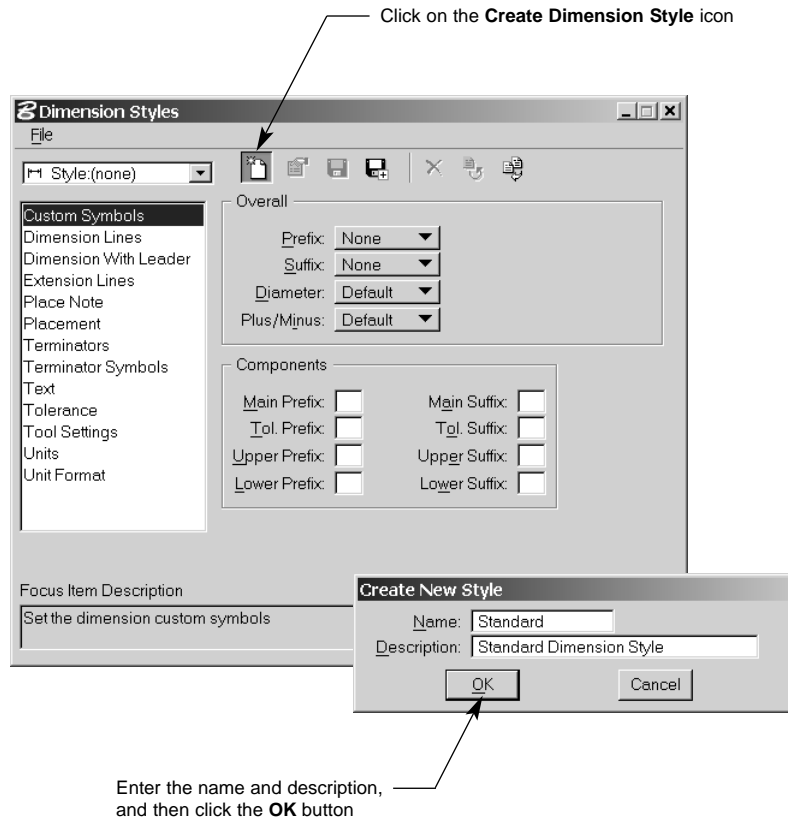 Click on the Create Dimension Style icon
Dimension Styles
File
Style:(none)
Custom Symbols
Dimension Lines
Dimension With Leader
Extension Lines
Place Note
Placement
Terminators
Terminator Symbols
Text
Tolerance
Tool Settings
Units
Unit Format
Overall
Prefix: None
Suffix: None
Diameter: Default
Plus/Minus: Default
Components
Main Prefix: Main Suffix:
Tol. Prefix: Tol. Suffix:
Upper Prefix: Upper Suffix:
Lower Prefix: Lower Suffix:
Focus Item Description
Set the dimension custom symbols
Create New Style
Name: Standard
Description: Standard Dimension Style
OK Cancel
Enter the name and description,
and then click the OK button